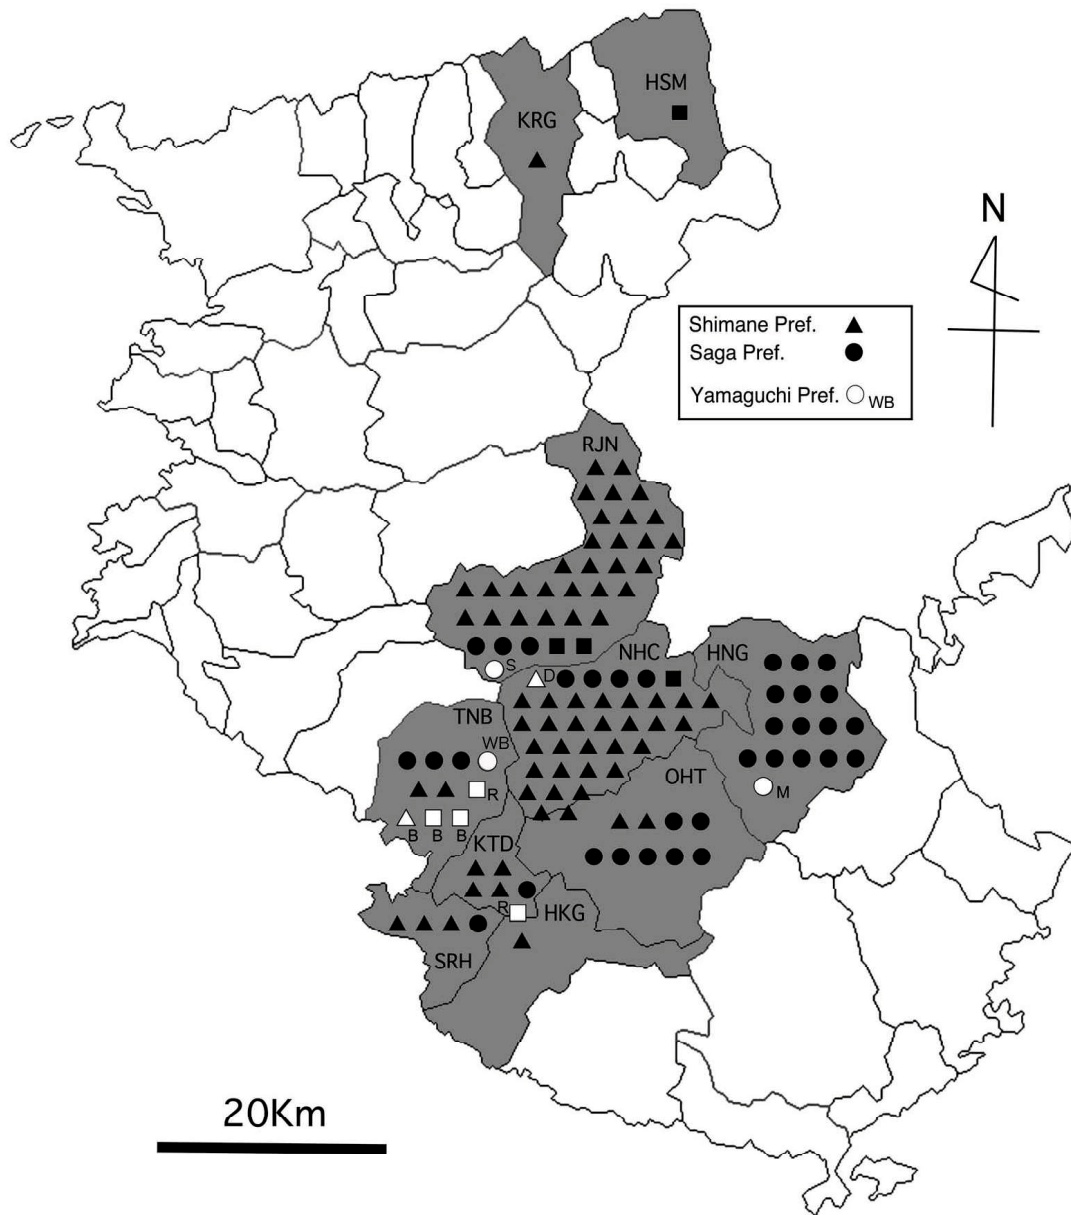 HSM
KRG
N
Shimane Pref.
Saga Pref.
Yamaguchi Pref. WB
RJN
S
NHC
HNG
D
TNB
WB
R
OHT
M
B B B
KTD
R
HKG
SRH
20Km